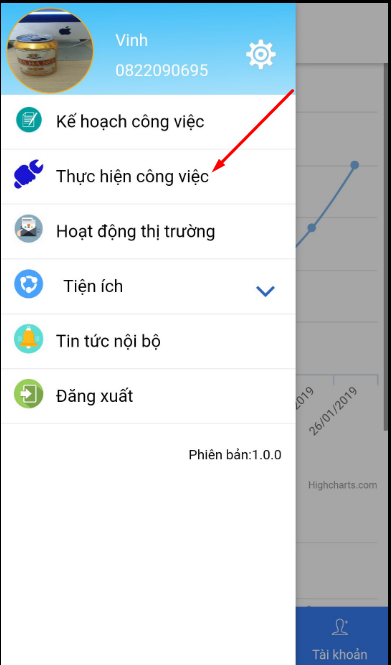 Vinh
0822090695
Kế hoạch công việc
Thực hiện công việc
Hoạt động thị trường
Tiện ích
Tin tức nội bộ
Đăng xuất
Phiên bản:1.0.0
2019
26/01/2019
Highcharts.com
Tài khoản